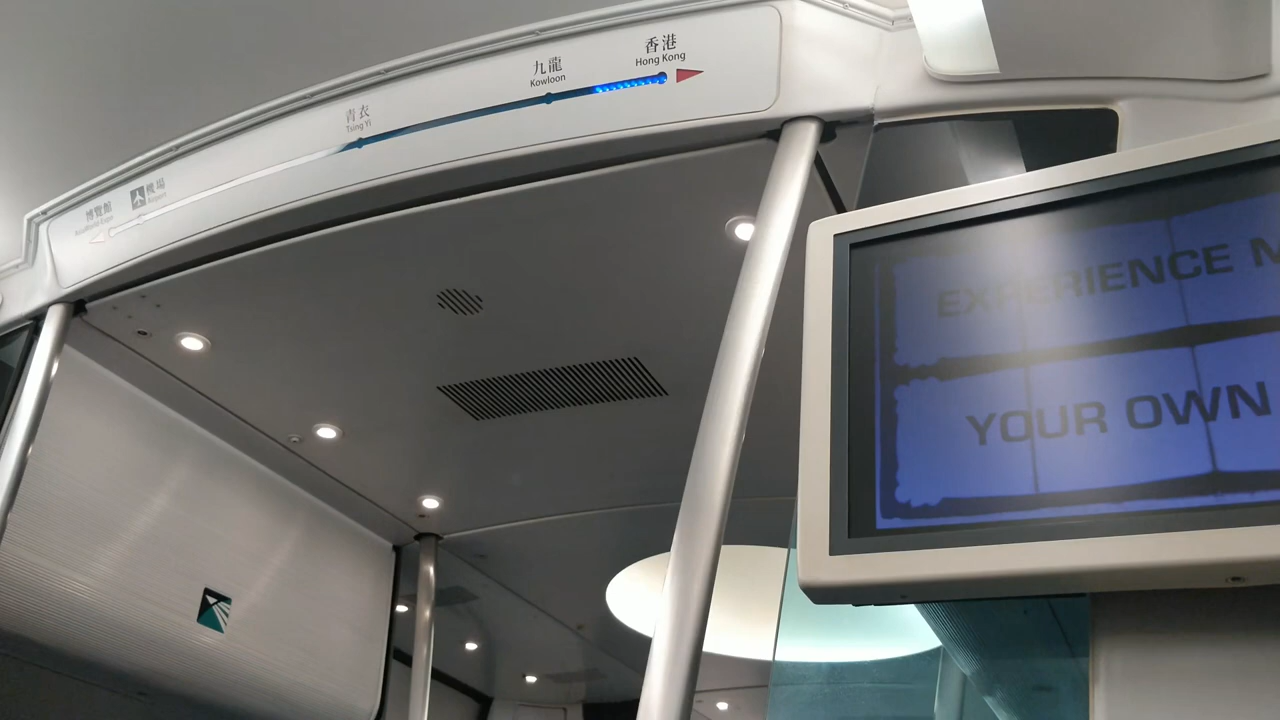 博覽館
AsiaWorld-Expo
機場
Airport
青衣
Tsing Yi
九龍
Kowloon
香港
Hong Kong
EXPERIENCE
YOUR OWN